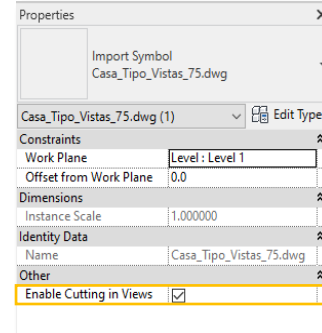 Properties
Import Symbol
Casa_Tipo_Vistas_75.dwg
Casa_Tipo_Vistas_75.dwg (1) Edit Type
Constraints
Work Plane Level : Level 1
Offset from Work Plane 0.0
Dimensions
Instance Scale 1.000000
Identity Data
Name Casa_Tipo_Vistas_75.dwg
Other
Enable Cutting in Views